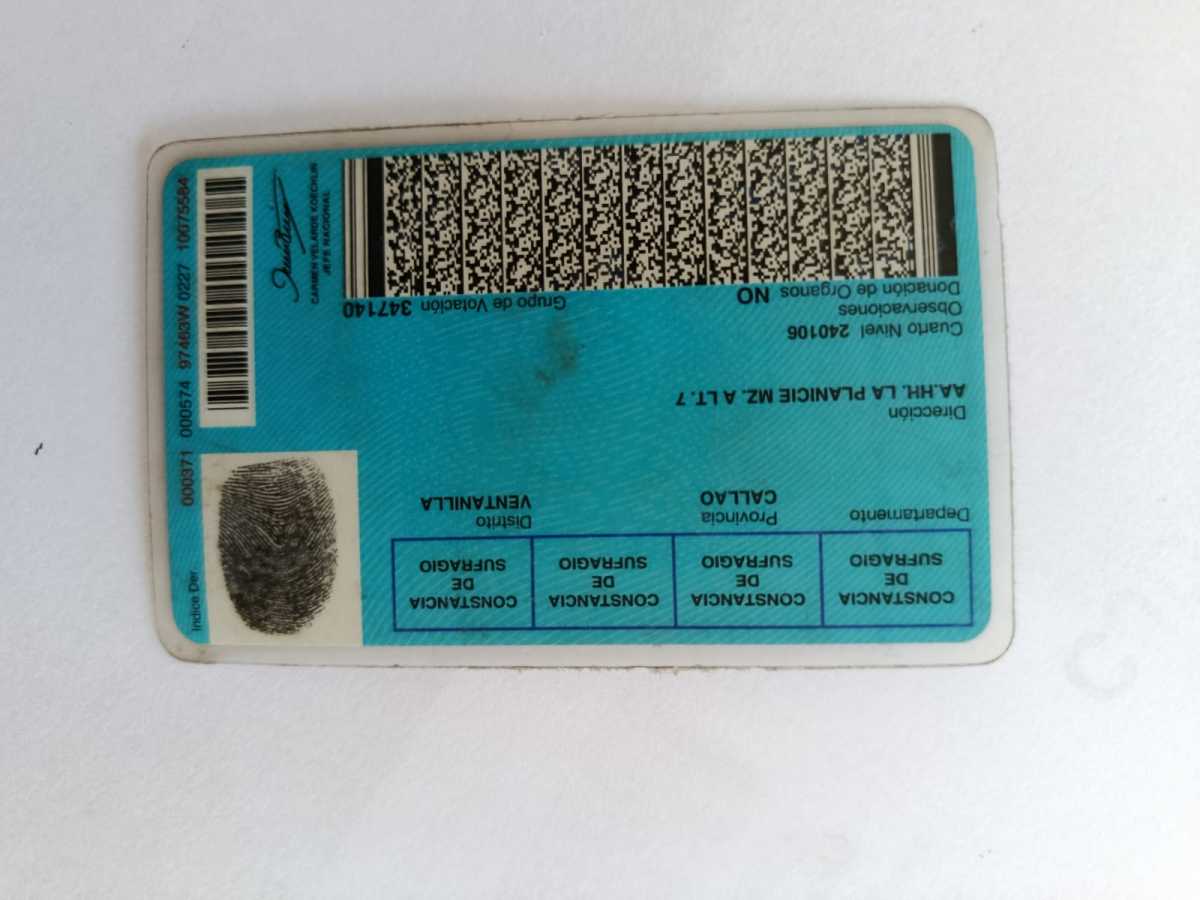 CONSTANCIA DE SUFRAGIO
CONSTANCIA DE SUFRAGIO
CONSTANCIA DE SUFRAGIO
CONSTANCIA DE SUFRAGIO
Departamento
Provincia
CALLAO
Distrito
VENTANILLA
Dirección
AA.HH. LA PLANICIE MZ. A LT. 7
Cuarto Nivel 240106
Observaciones
Donación de Organos NO
Grupo de Votación 347140
CARMEN VELARDE KOECHLIN
JEFE NACIONAL
Indice Der
000371 000574 97463W 0227 10075584